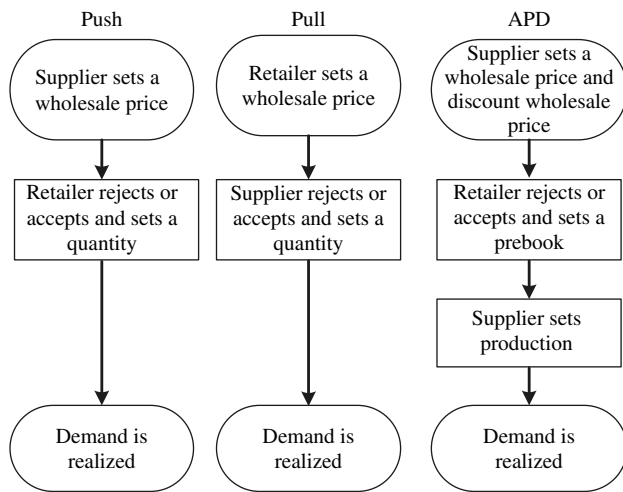 Push
Supplier sets a
wholesale price
Retailer rejects or
accepts and sets a
quantity
Demand is
realized
Pull
Retailer sets a
wholesale price
Supplier rejects or
accepts and sets a
quantity
Demand is
realized
APD
Supplier sets a
wholesale price and
discount wholesale
price
Retailer rejects or
accepts and sets a
prebook
Supplier sets
production
Demand is
realized